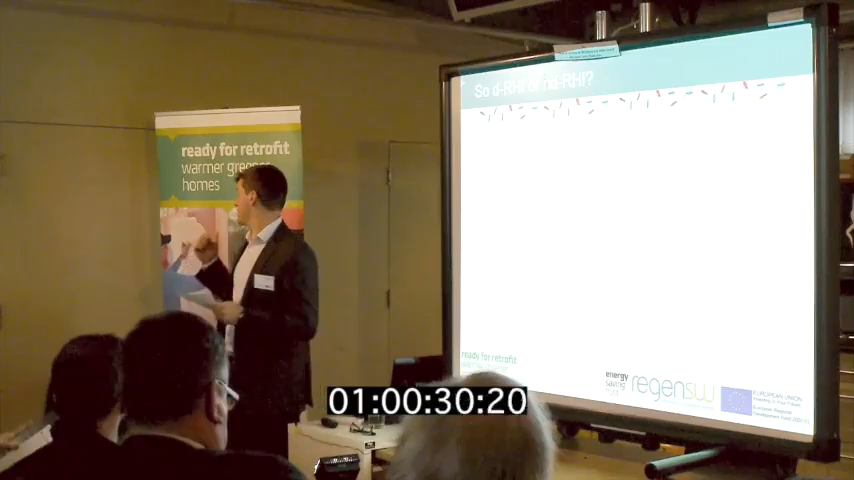 So d-RHI or nd-RHI?
ready for retrofit
warmer greener
homes
ready for retrofit
energy
saving
regensw
EUROPEAN UNION
01:00:30:20